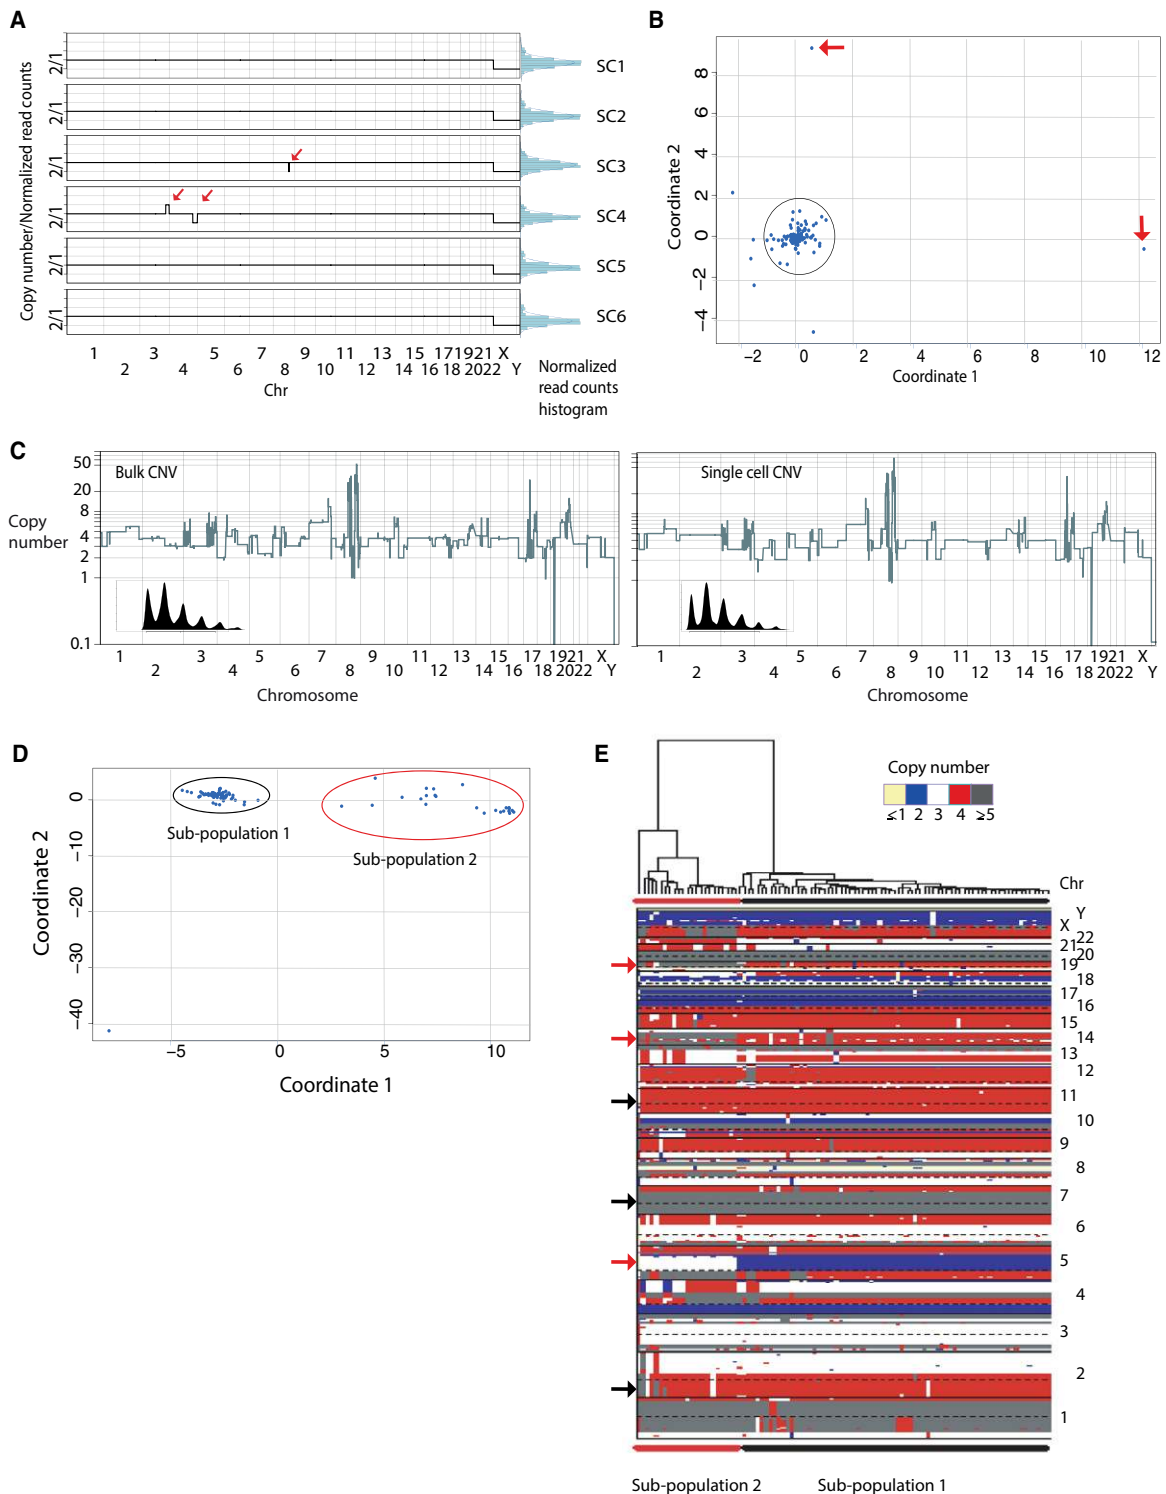 A
Copy number/Normalized read counts
2/1
SC1
2/1
SC2
2/1
SC3
2/1
SC4
2/1
SC5
2/1
SC6
1 3 5 7 9 11 13 15 17 19 21 X
2 4 6 8 10 12 14 16 18 20 22 Y
Chr
Normalized
read counts
histogram
B
Coordinate 2
8
6
4
2
0
−2
−4
−2 0 2 4 6 8 10 12
Coordinate 1
C
Copy
number
50
20
8
4
2
1
0.1
Bulk CNV
1 3 5 7 9 11 13 15 17 19 21 X
2 4 6 8 10 12 14 16 18 20 22 Y
Chromosome
Single cell CNV
1 3 5 7 9 11 13 15 17 19 21 X
2 4 6 8 10 12 14 16 18 20 22 Y
Chromosome
D
Coordinate 2
0
−10
−20
−30
−40
Sub-population 1
Sub-population 2
−5 0 5 10
Coordinate 1
E
Copy number
≤1 2 3 4 ≥5
Chr
Y
X
22
21
20
19
18
17
16
15
14
13
12
11
10
9
8
7
6
5
4
3
2
1
Sub-population 2
Sub-population 1